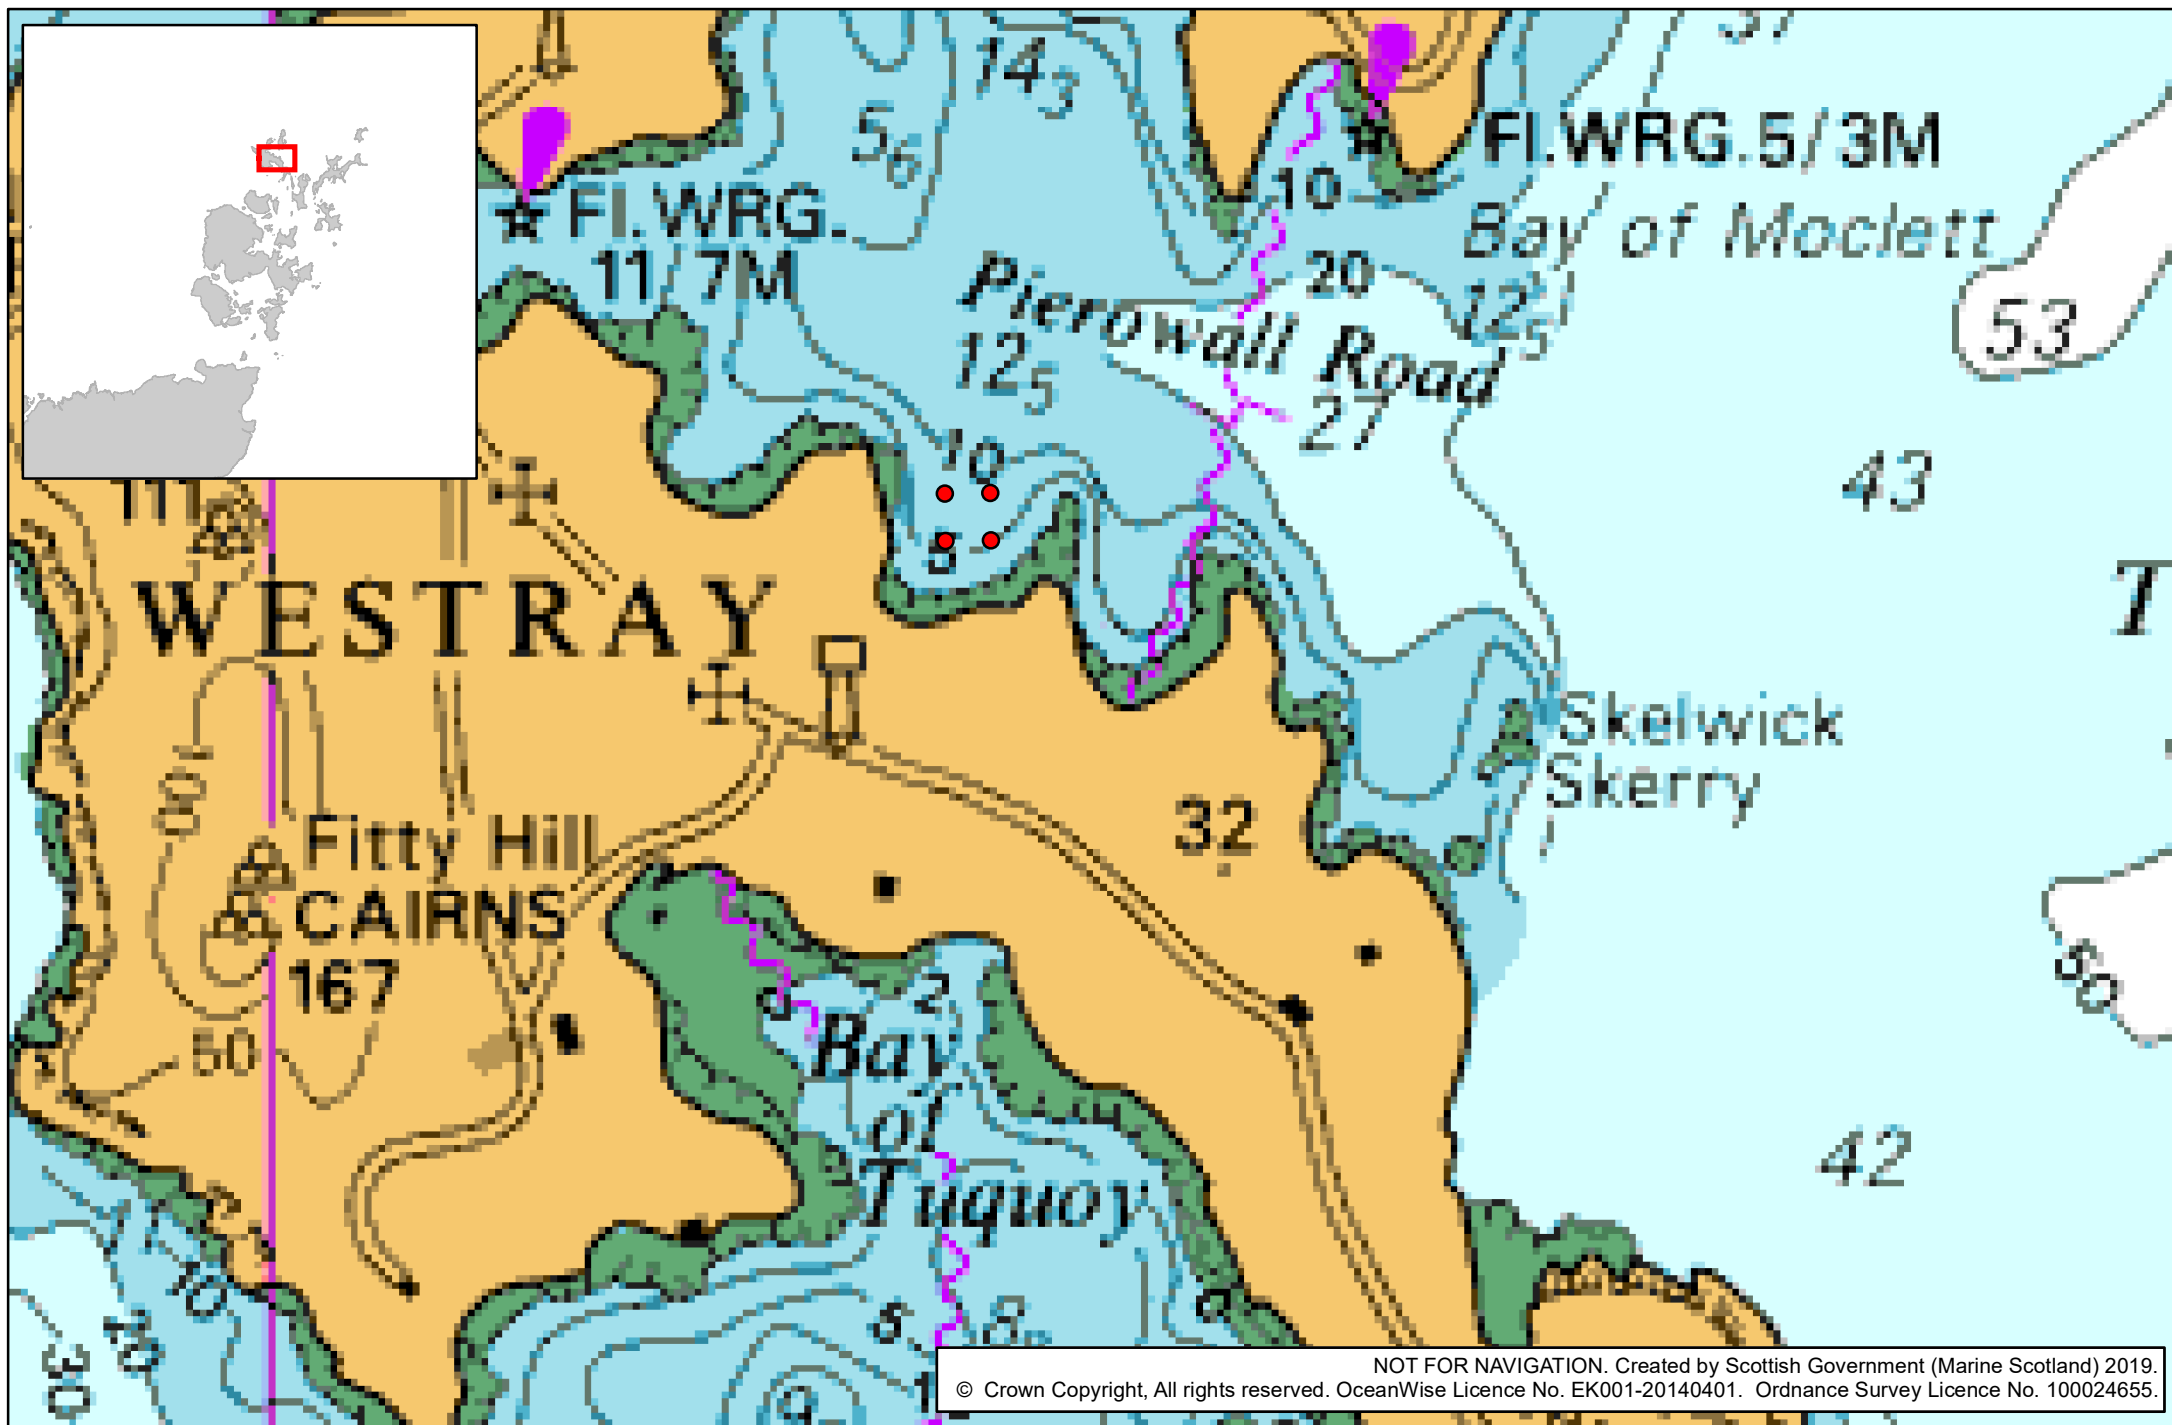 14₃
5₆
Fl.WRG.5/3M
10
Bay of Moclett
Fl.WRG.
11/7M
20
12₅
Pierowall Road
53
12₅
27
10
43
111
5
WESTRAY
T
Skelwick
Skerry
100
32
Fitty Hill
CAIRNS
167
2
50
Bay
of
Tuquoy
50
42
10
20
30
NOT FOR NAVIGATION. Created by Scottish Government (Marine Scotland) 2019.
© Crown Copyright, All rights reserved. OceanWise Licence No. EK001-20140401. Ordnance Survey Licence No. 100024655.